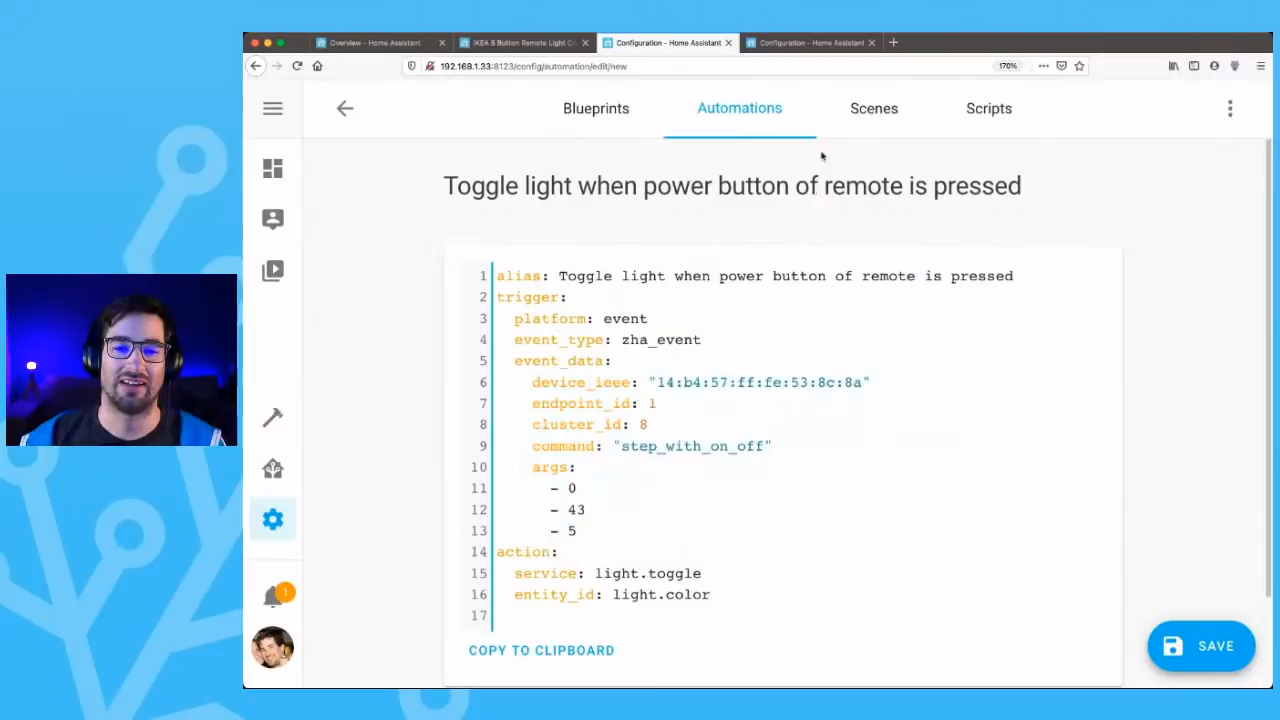 Overview - Home Assistant
IKEA 5 Button Remote Light Co
Configuration - Home Assistant
Configuration - Home Assistant
192.168.1.33:8123/config/automation/edit/new
170%
Blueprints
Automations
Scenes
Scripts
Toggle light when power button of remote is pressed
1 alias: Toggle light when power button of remote is pressed
2 trigger:
3 platform: event
4 event_type: zha_event
5 event_data:
6 device_ieee: "14:b4:57:ff:fe:53:8c:8a"
7 endpoint_id: 1
8 cluster_id: 8
9 command: "step_with_on_off"
10 args:
11 - 0
12 - 43
13 - 5
14 action:
15 service: light.toggle
16 entity_id: light.color
17
COPY TO CLIPBOARD
SAVE
1